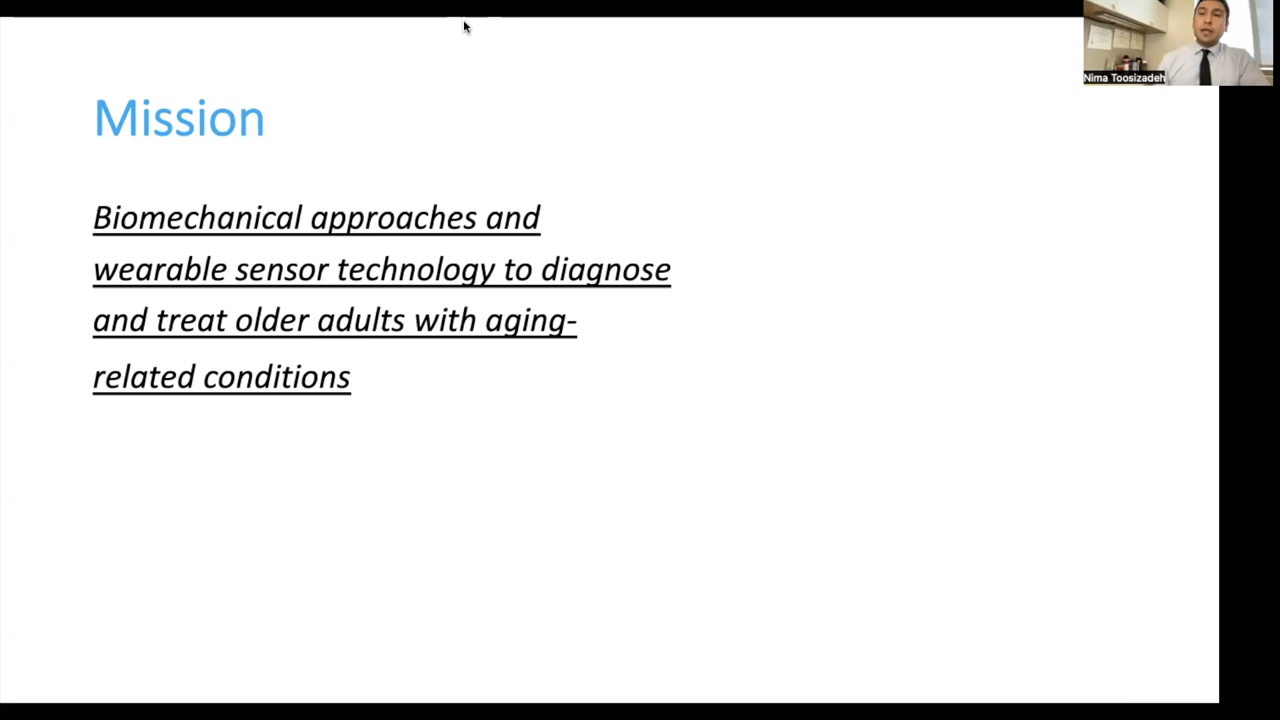 Nima Toosizadeh
Mission
Biomechanical approaches and
wearable sensor technology to diagnose
and treat older adults with aging-
related conditions